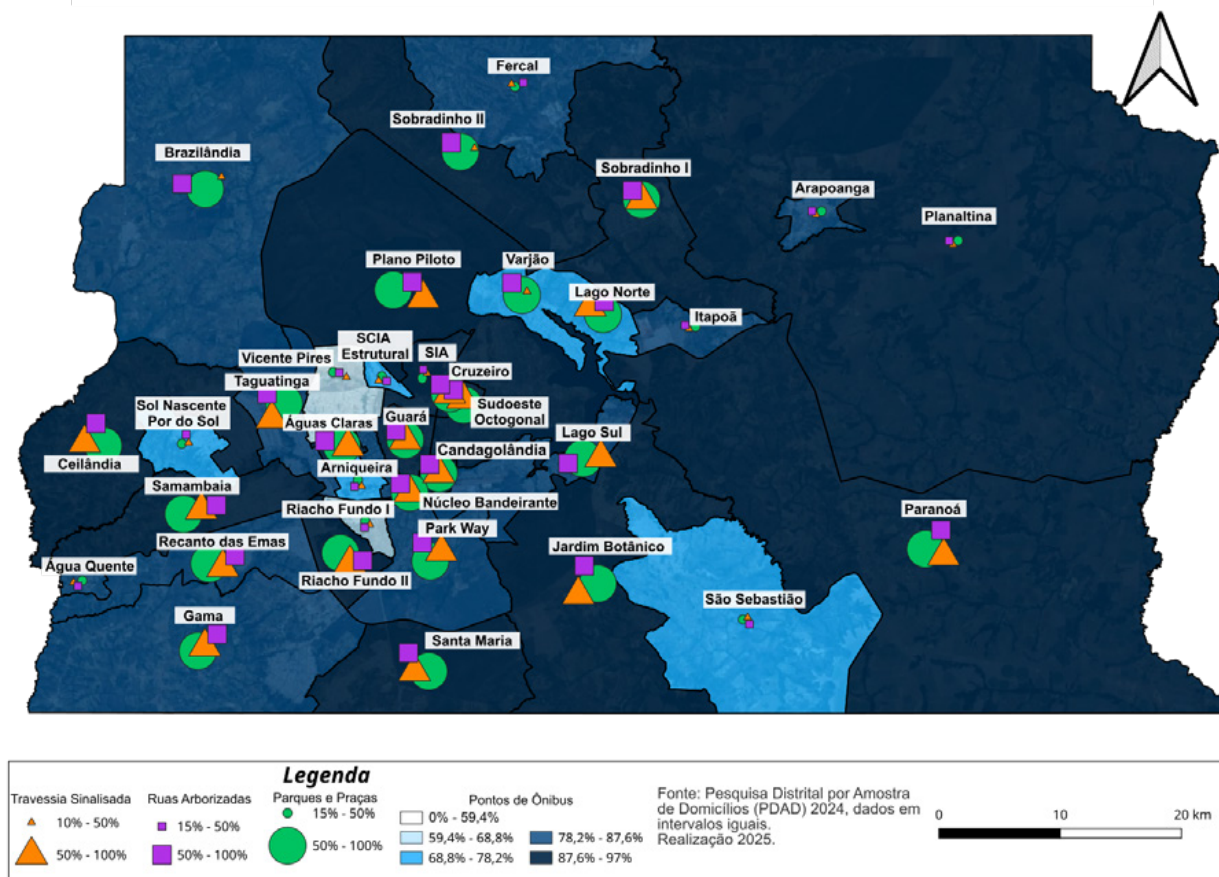 Fercal
Sobradinho II
Brazilândia
Sobradinho I
Arapoanga
Planaltina
Plano Piloto
Varjão
Lago Norte
Itapoã
SCIA
Estrutural
SIA
Vicente Pires
Cruzeiro
Taguatinga
Sol Nascente
Por do Sol
Sudoeste
Octogonal
Águas Claras
Guará
Lago Sul
Candagolândia
Ceilândia
Arniqueira
Samambaia
Núcleo Bandeirante
Riacho Fundo I
Paranoá
Park Way
Recanto das Emas
Jardim Botânico
Água Quente
Riacho Fundo II
São Sebastião
Gama
Santa Maria
Legenda
Travessia Sinalisada
10% - 50%
50% - 100%
Ruas Arborizadas
15% - 50%
50% - 100%
Parques e Praças
15% - 50%
50% - 100%
Pontos de Ônibus
0% - 59,4%
59,4% - 68,8%
68,8% - 78,2%
78,2% - 87,6%
87,6% - 97%
Fonte: Pesquisa Distrital por Amostra
de Domicílios (PDAD) 2024, dados em
intervalos iguais.
Realização 2025.
0 10 20 km